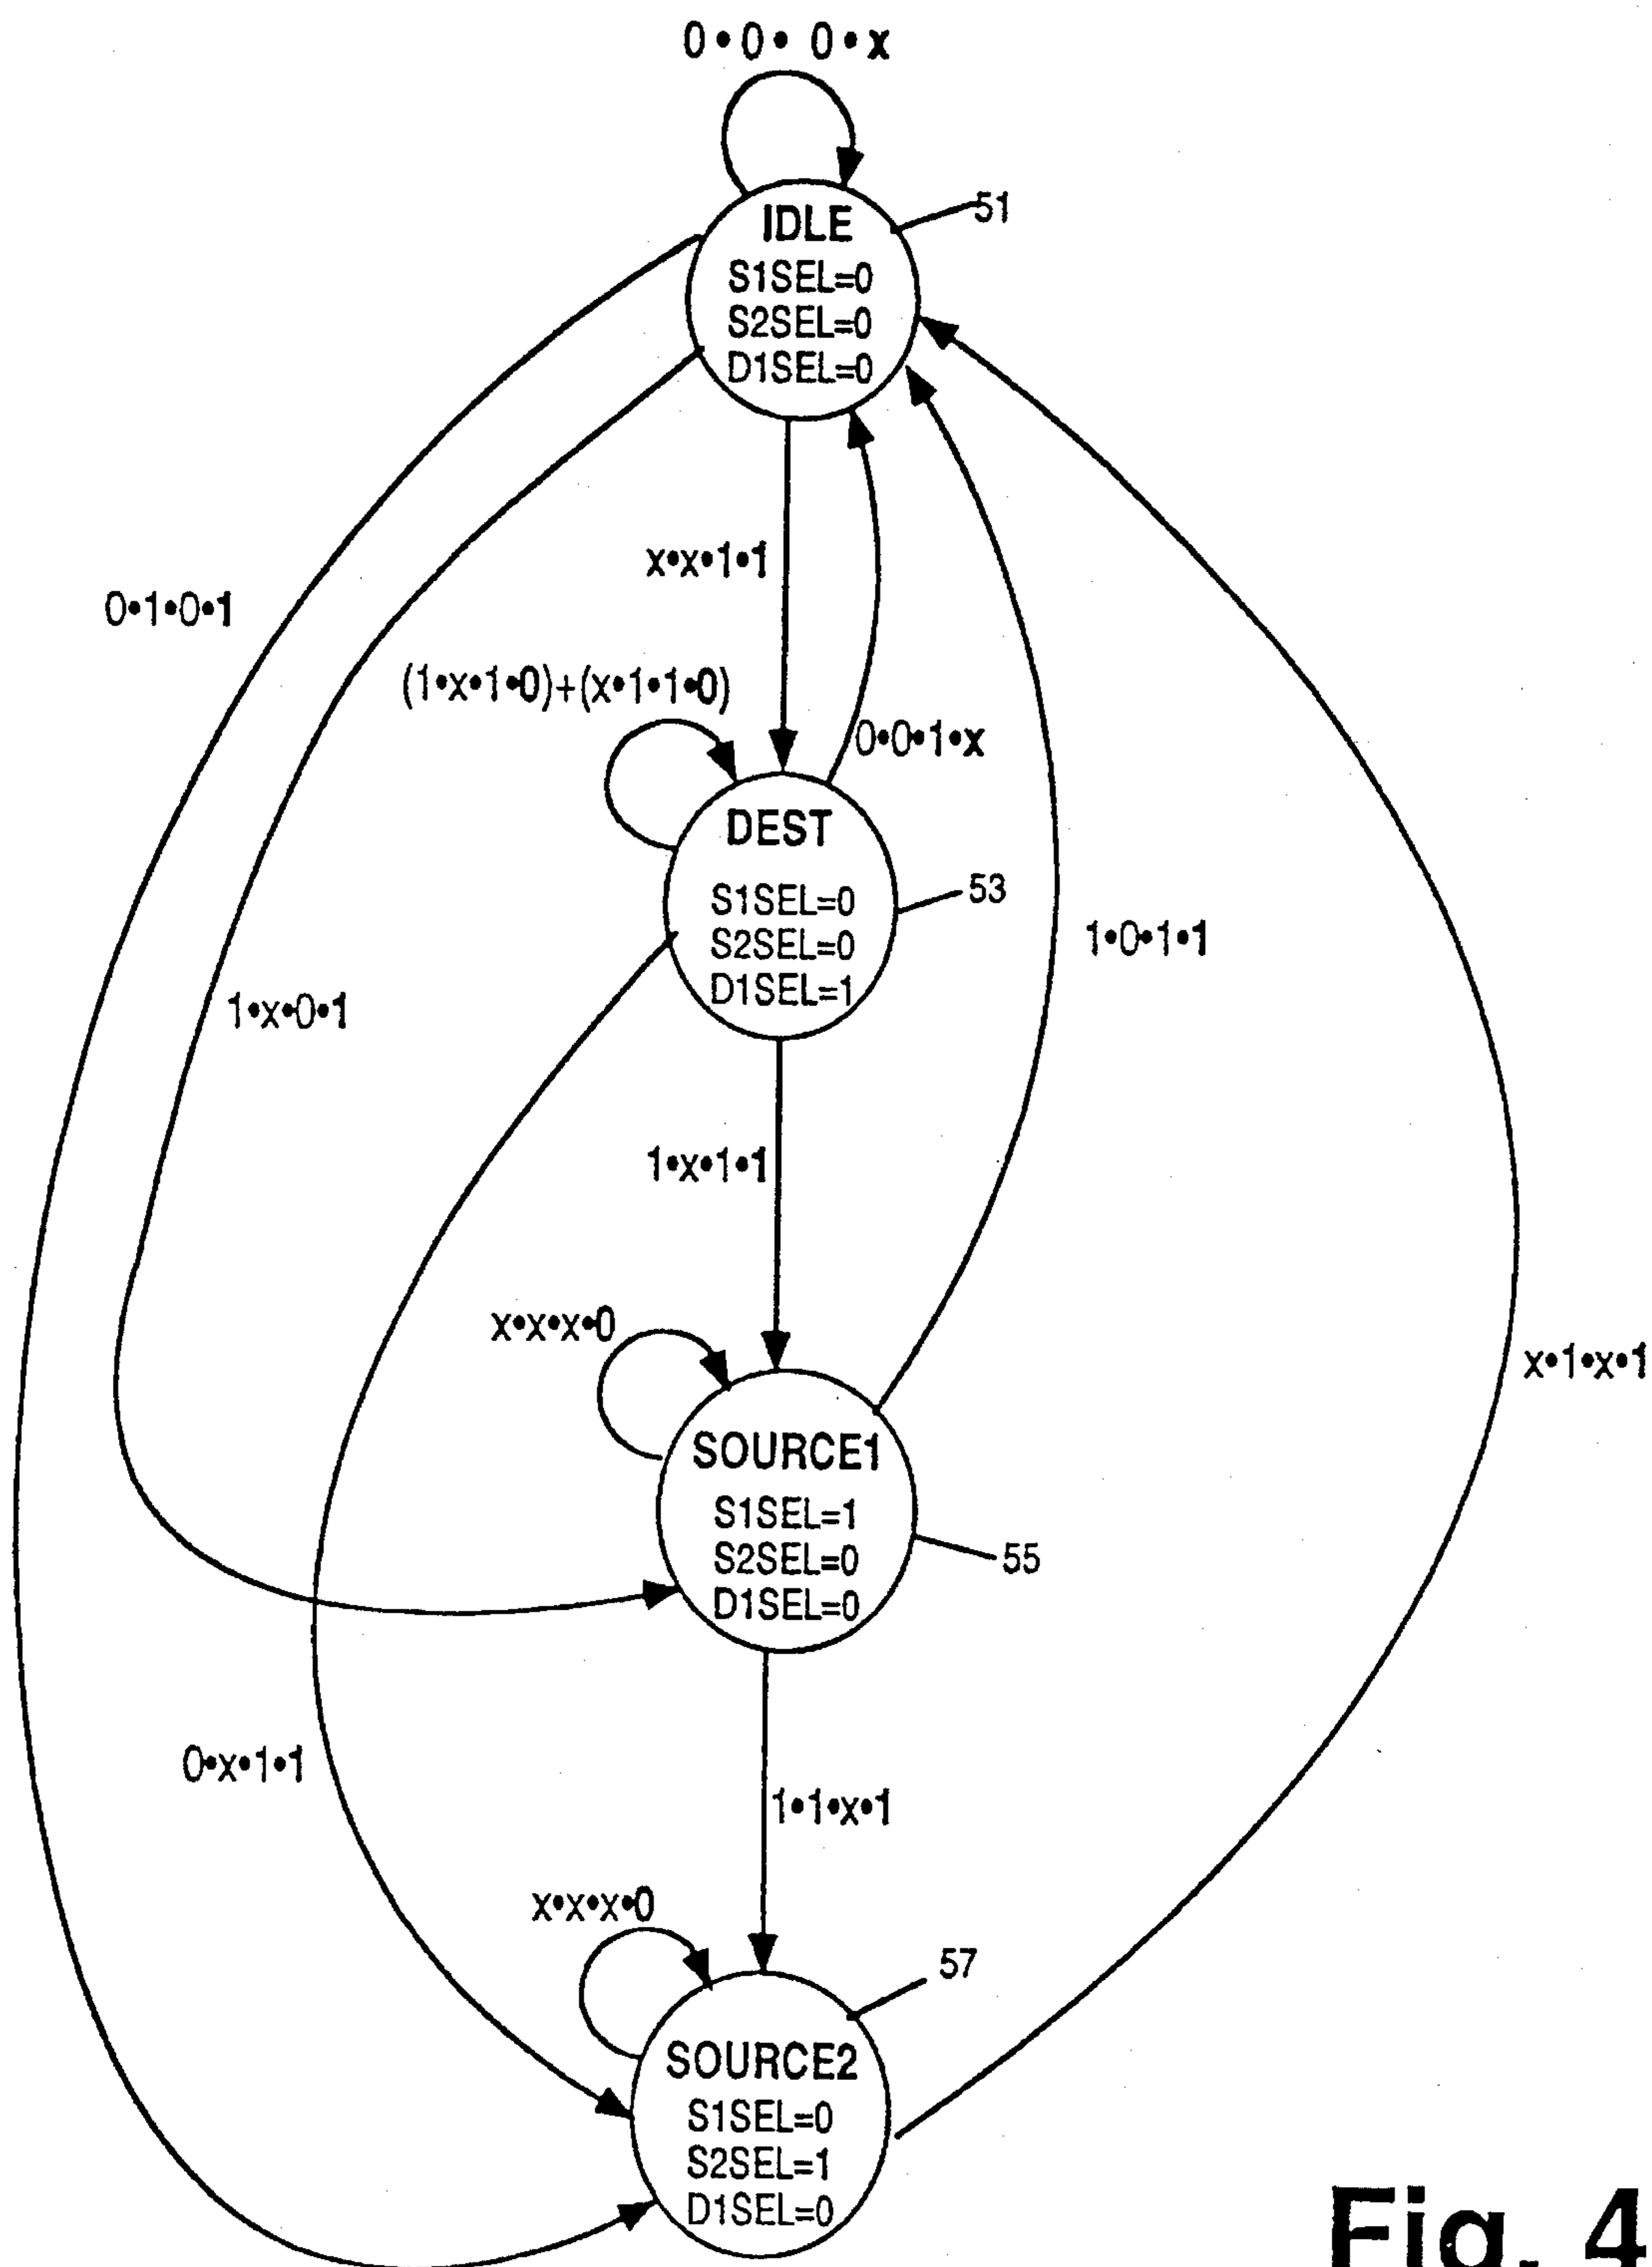 0•0• 0•x
IDLE
S1SEL=0
S2SEL=0
D1SEL=0
51
x•x•1•1
0•1•0•1
(1•x•1•0)+(x•1•1•0)
0•0•1•x
DEST
S1SEL=0
S2SEL=0
D1SEL=1
53
1•0•1•1
1•x•0•1
1•x•1•1
x•x•x•0
x•1•x•1
SOURCE1
S1SEL=1
S2SEL=0
D1SEL=0
55
0•x•1•1
1•1•x•1
x•x•x•0
57
SOURCE2
S1SEL=0
S2SEL=1
D1SEL=0
Fig. 4